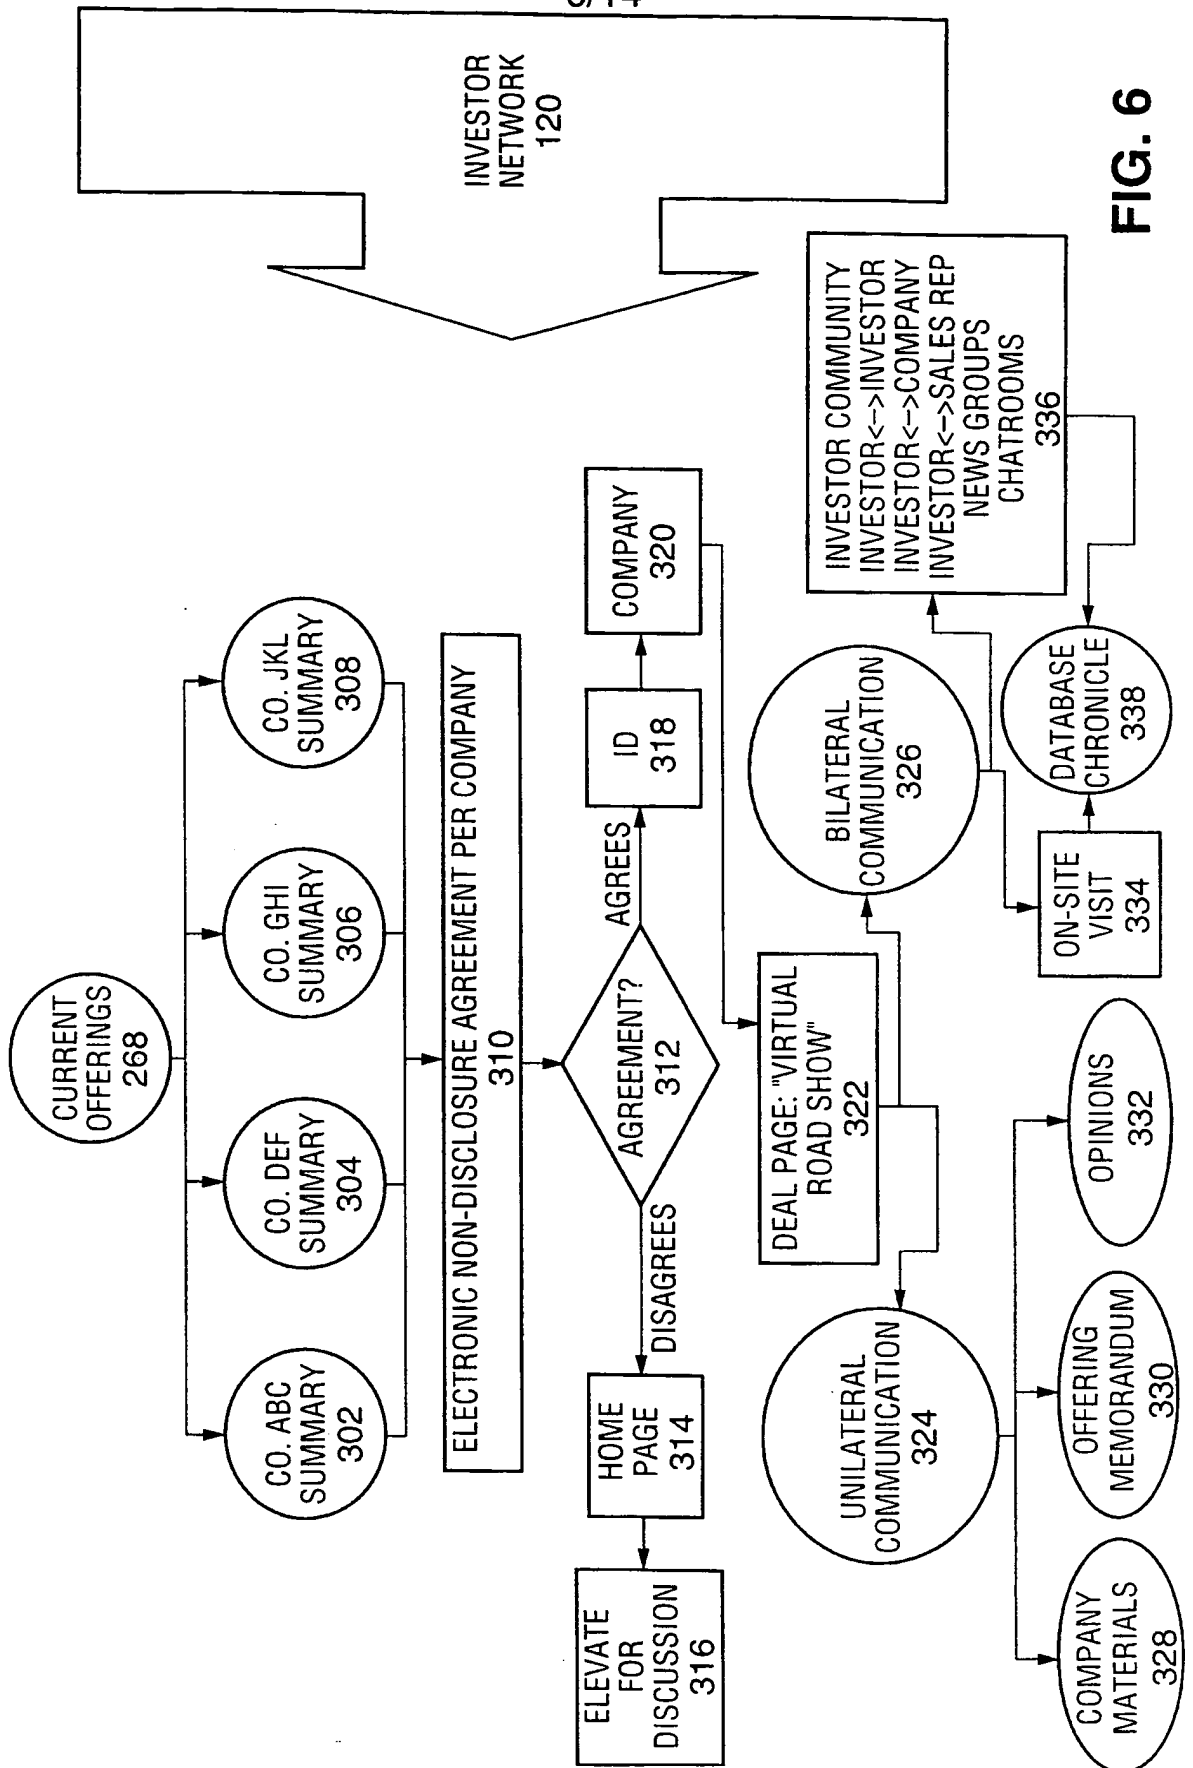 CURRENT
OFFERINGS
268
CO. ABC
SUMMARY
302
CO. DEF
SUMMARY
304
CO. GHI
SUMMARY
306
CO. JKL
SUMMARY
308
INVESTOR
NETWORK
120
ELECTRONIC NON-DISCLOSURE AGREEMENT PER COMPANY
310
AGREEMENT?
312
DISAGREES
AGREES
ELEVATE
FOR
DISCUSSION
316
HOME
PAGE
314
ID
318
COMPANY
320
DEAL PAGE: "VIRTUAL
ROAD SHOW"
322
UNILATERAL
COMMUNICATION
324
BILATERAL
COMMUNICATION
326
INVESTOR COMMUNITY
INVESTOR<->INVESTOR
INVESTOR<->COMPANY
INVESTOR<->SALES REP
NEWS GROUPS
CHATROOMS
336
COMPANY
MATERIALS
328
OFFERING
MEMORANDUM
330
OPINIONS
332
ON-SITE
VISIT
334
DATABASE
CHRONICLE
338
FIG. 6